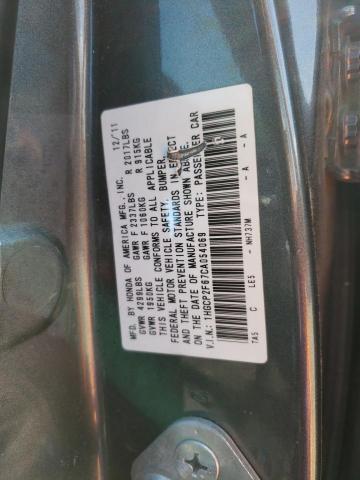 MFD. BY HONDA OF AMERICA MFG., INC. 12/11
GVWR 4299LBS GAWR F 2337LBS R 2017LBS
GVWR 1950KG GAWR F 1060KG R 915KG
THIS VEHICLE CONFORMS TO ALL APPLICABLE
FEDERAL MOTOR VEHICLE SAFETY, BUMPER,
AND THEFT PREVENTION STANDARDS IN EFFECT
ON THE DATE OF MANUFACTURE SHOWN ABOVE.
V.I.N.: 1HGCP2F67CA054069 TYPE: PASSENGER CAR
TA5 C LE5 - NH737M - A - A